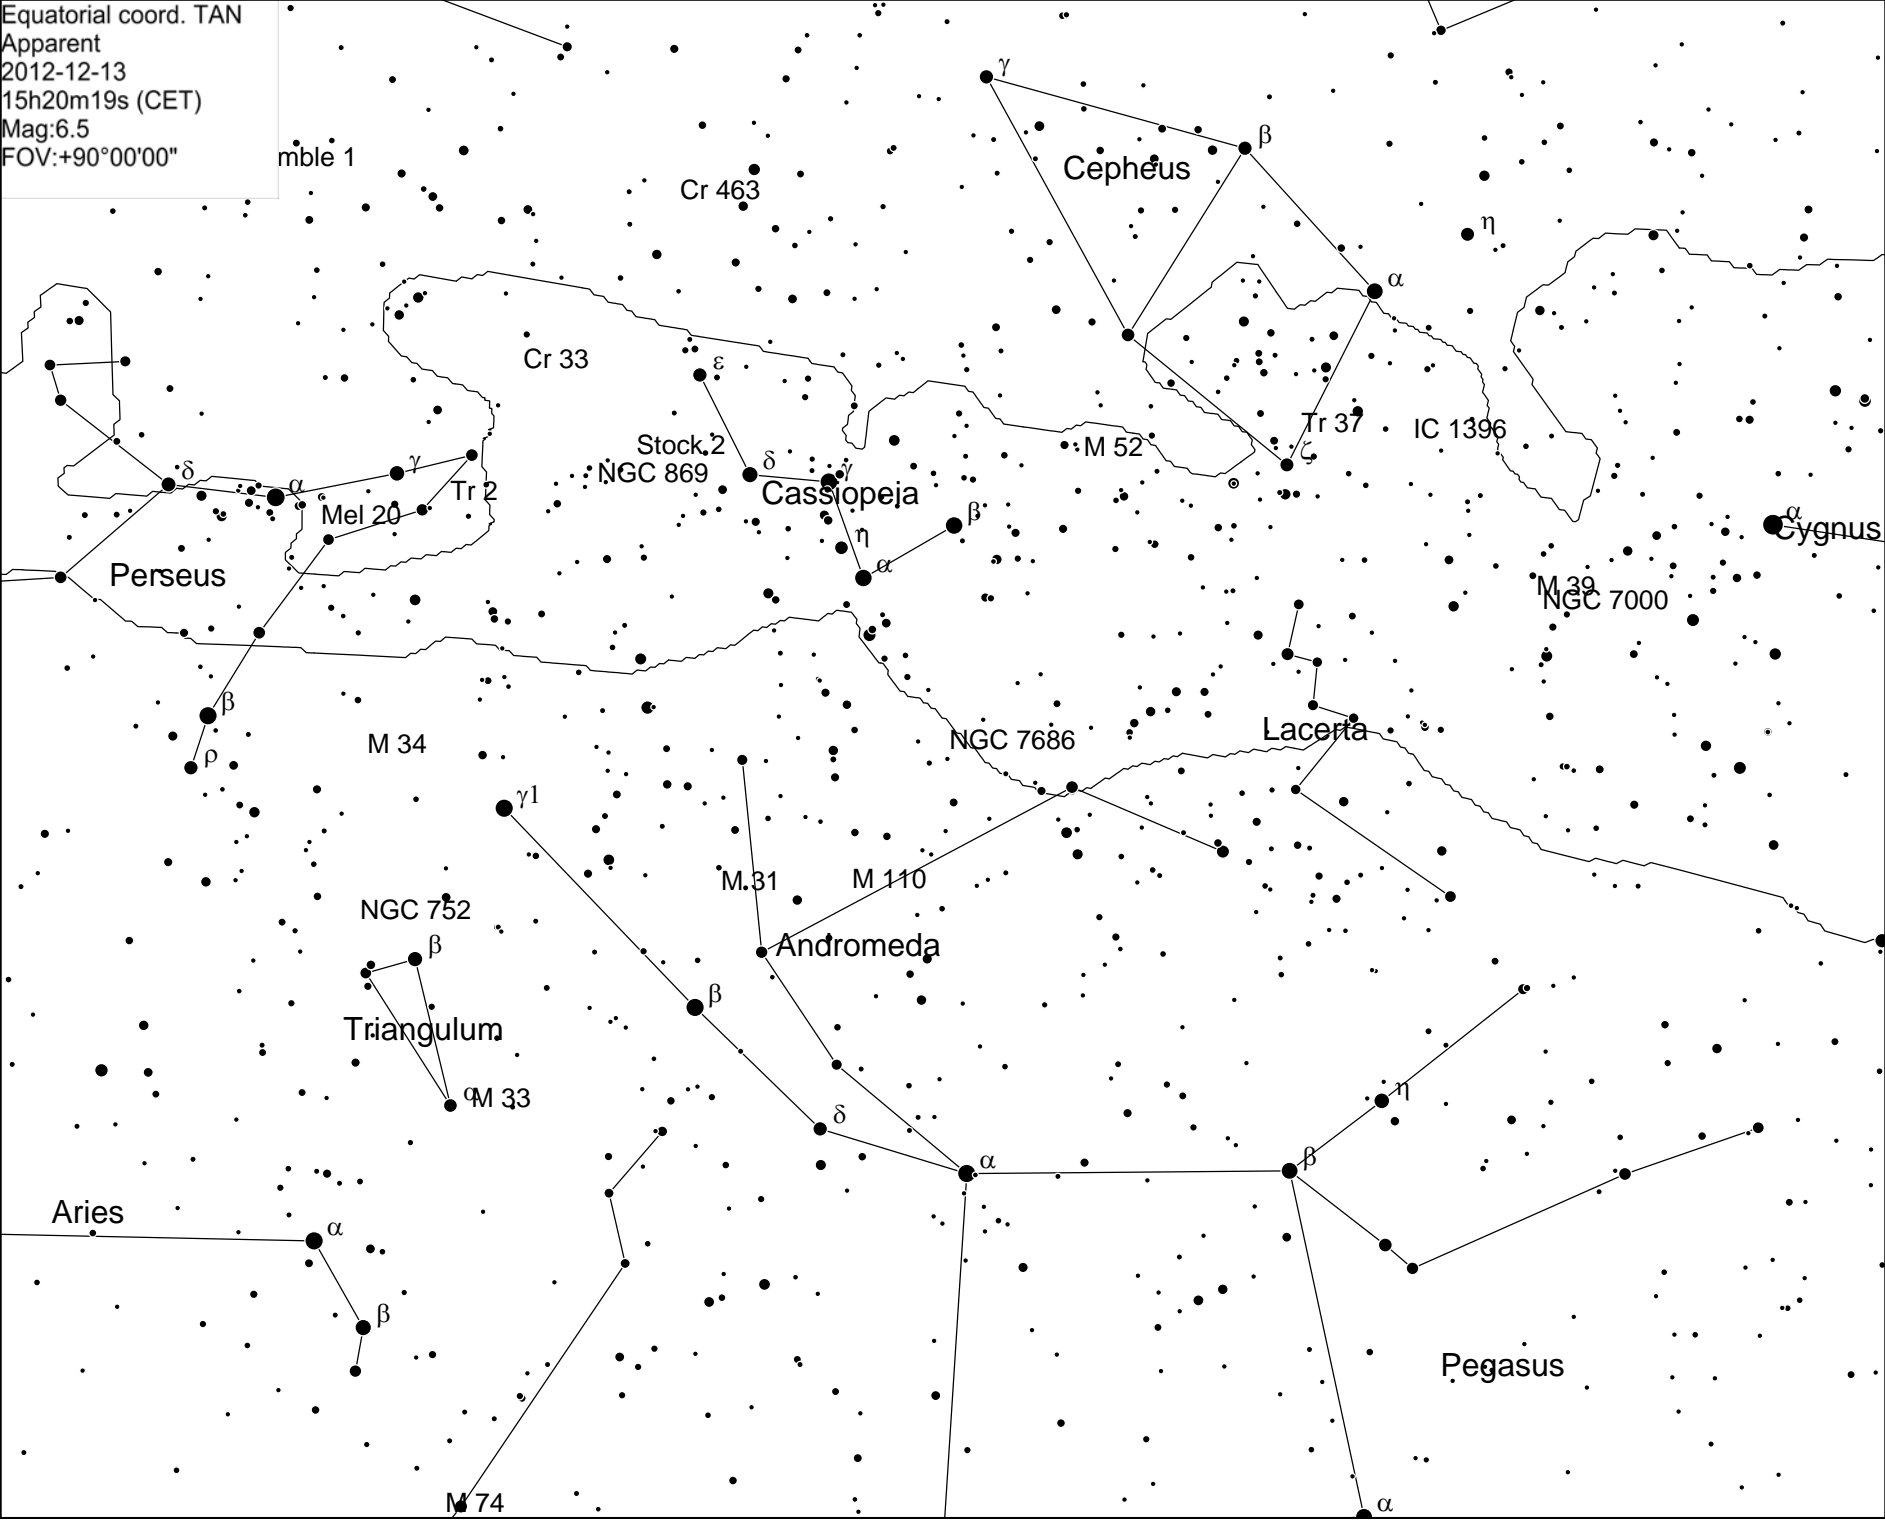 Equatorial coord. TAN
Apparent
2012-12-13
15h20m19s (CET)
Mag:6.5
FOV:+90°00'00"
mble 1
γ
β
Cepheus
Cr 463
η
α
Cr 33
ε
Tr 37
IC 1396
M 52
ζ
Stock 2
NGC 869
δ
γ
Cassiopeja
β
η
α
δ
α
γ
Tr 2
Mel 20
Perseus
α
Cygnus
M 39
NGC 7000
β
ρ
M 34
NGC 7686
Lacerta
γ1
M 31
M 110
NGC 752
β
Andromeda
β
Triangulum
α
M 33
δ
η
α
β
Aries
α
β
Pegasus
M 74
α